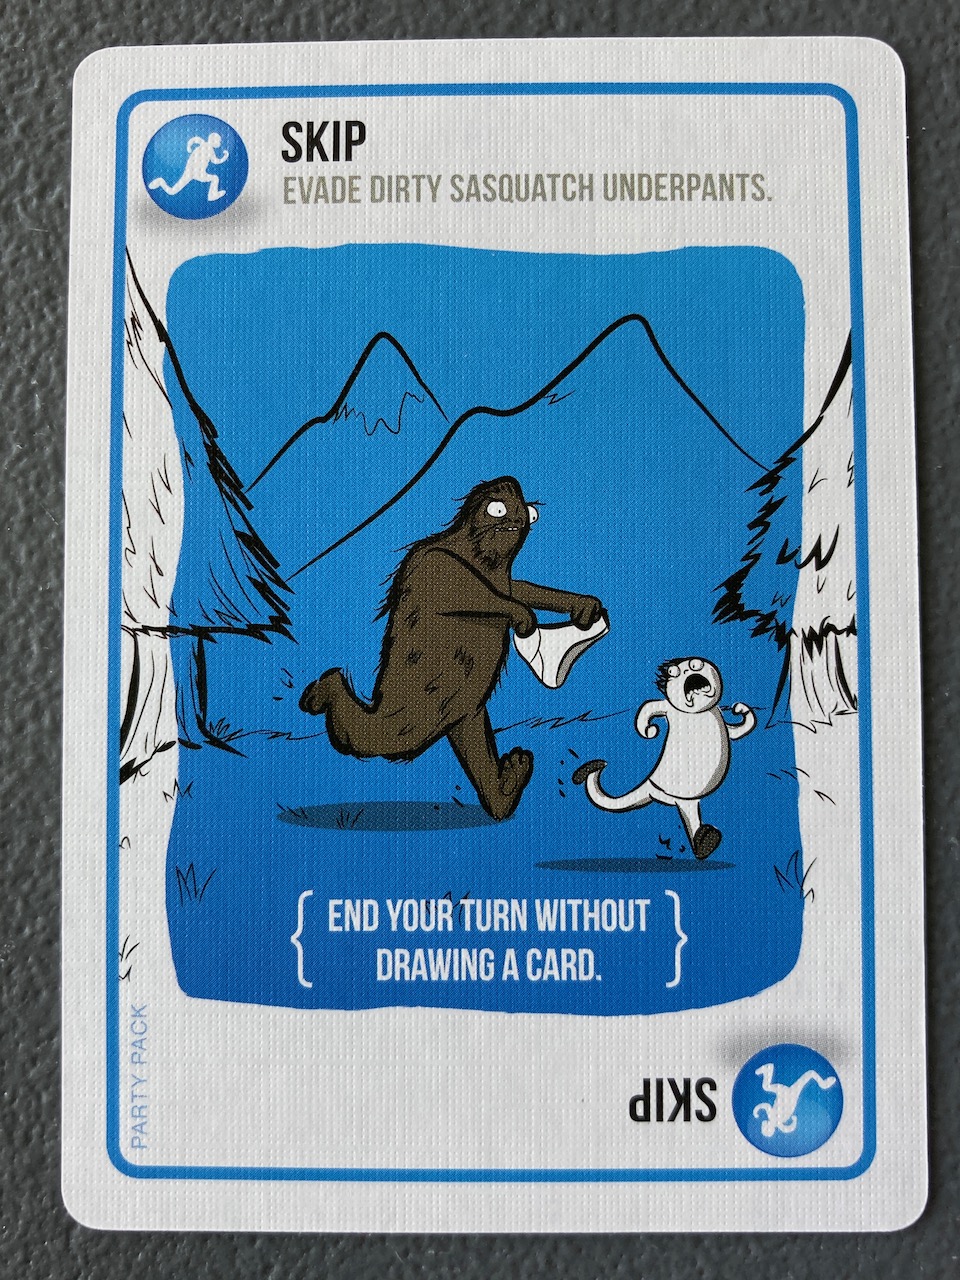 SKIP
EVADE DIRTY SASQUATCH UNDERPANTS.
END YOUR TURN WITHOUT
DRAWING A CARD.
PARTY PACK
SKIP